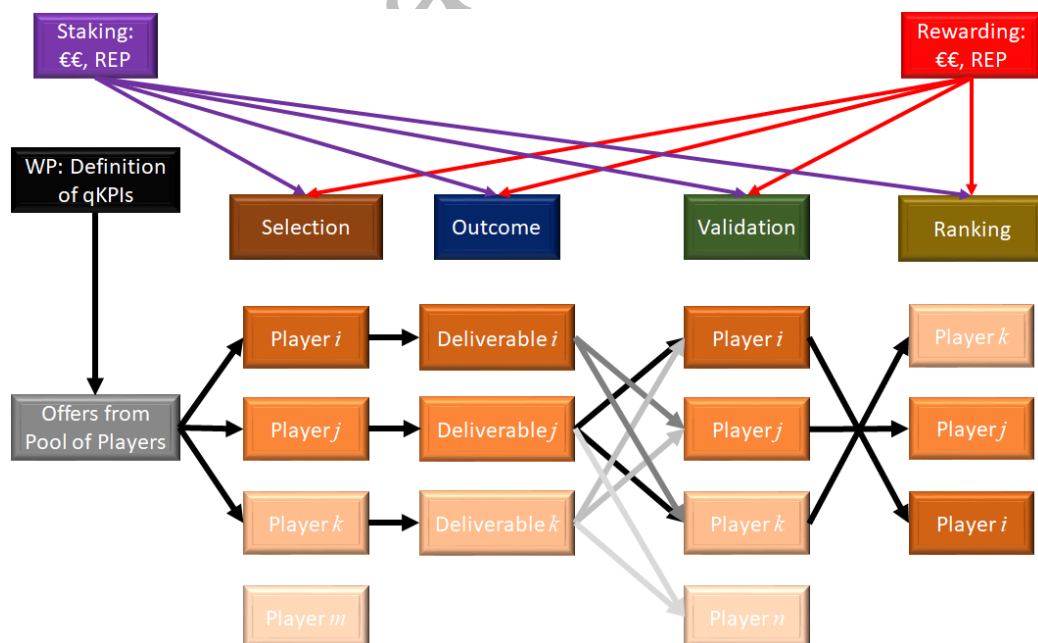 Staking:
€€, REP
Rewarding:
€€, REP
WP: Definition
of qKPIs
Selection
Outcome
Validation
Ranking
Player i
Deliverable i
Player i
Player k
Offers from
Pool of Players
Player j
Deliverable j
Player j
Player j
Player k
Deliverable k
Player k
Player i
Player m
Player n